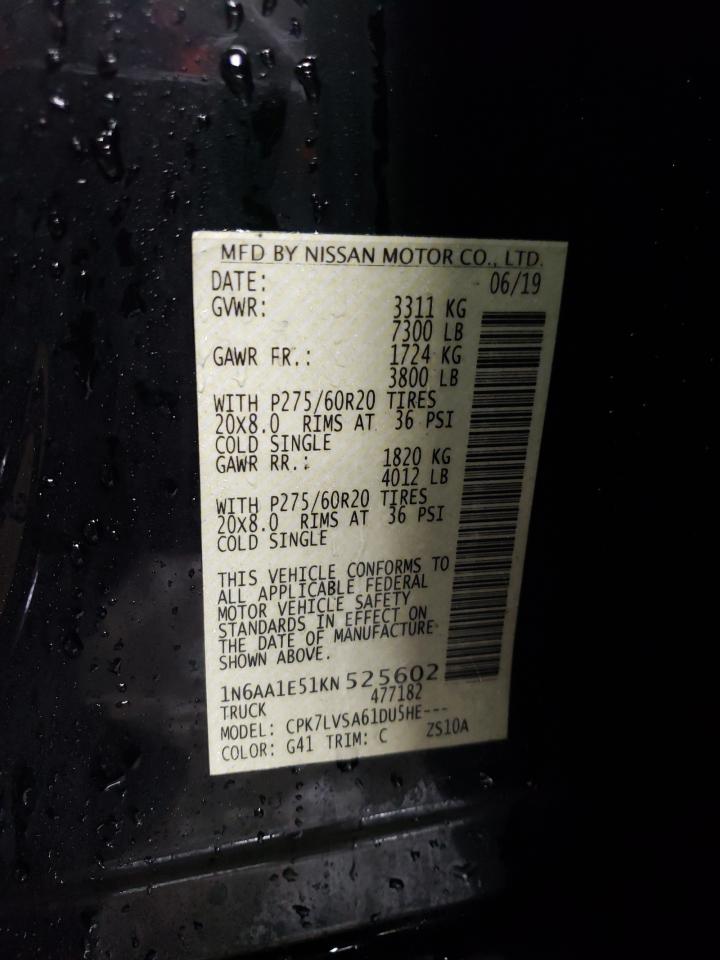 MFD BY NISSAN MOTOR CO., LTD.
DATE: 06/19
GVWR: 3311 KG
7300 LB
GAWR FR.: 1724 KG
3800 LB
WITH P275/60R20 TIRES
20X8.0 RIMS AT 36 PSI
COLD SINGLE
GAWR RR.: 1820 KG
4012 LB
WITH P275/60R20 TIRES
20X8.0 RIMS AT 36 PSI
COLD SINGLE
THIS VEHICLE CONFORMS TO
ALL APPLICABLE FEDERAL
MOTOR VEHICLE SAFETY
STANDARDS IN EFFECT ON
THE DATE OF MANUFACTURE
SHOWN ABOVE.
1N6AA1E51KN525602
TRUCK 477182
MODEL: CPK7LVSA61DU5HE---
COLOR: G41 TRIM: C ZS10A